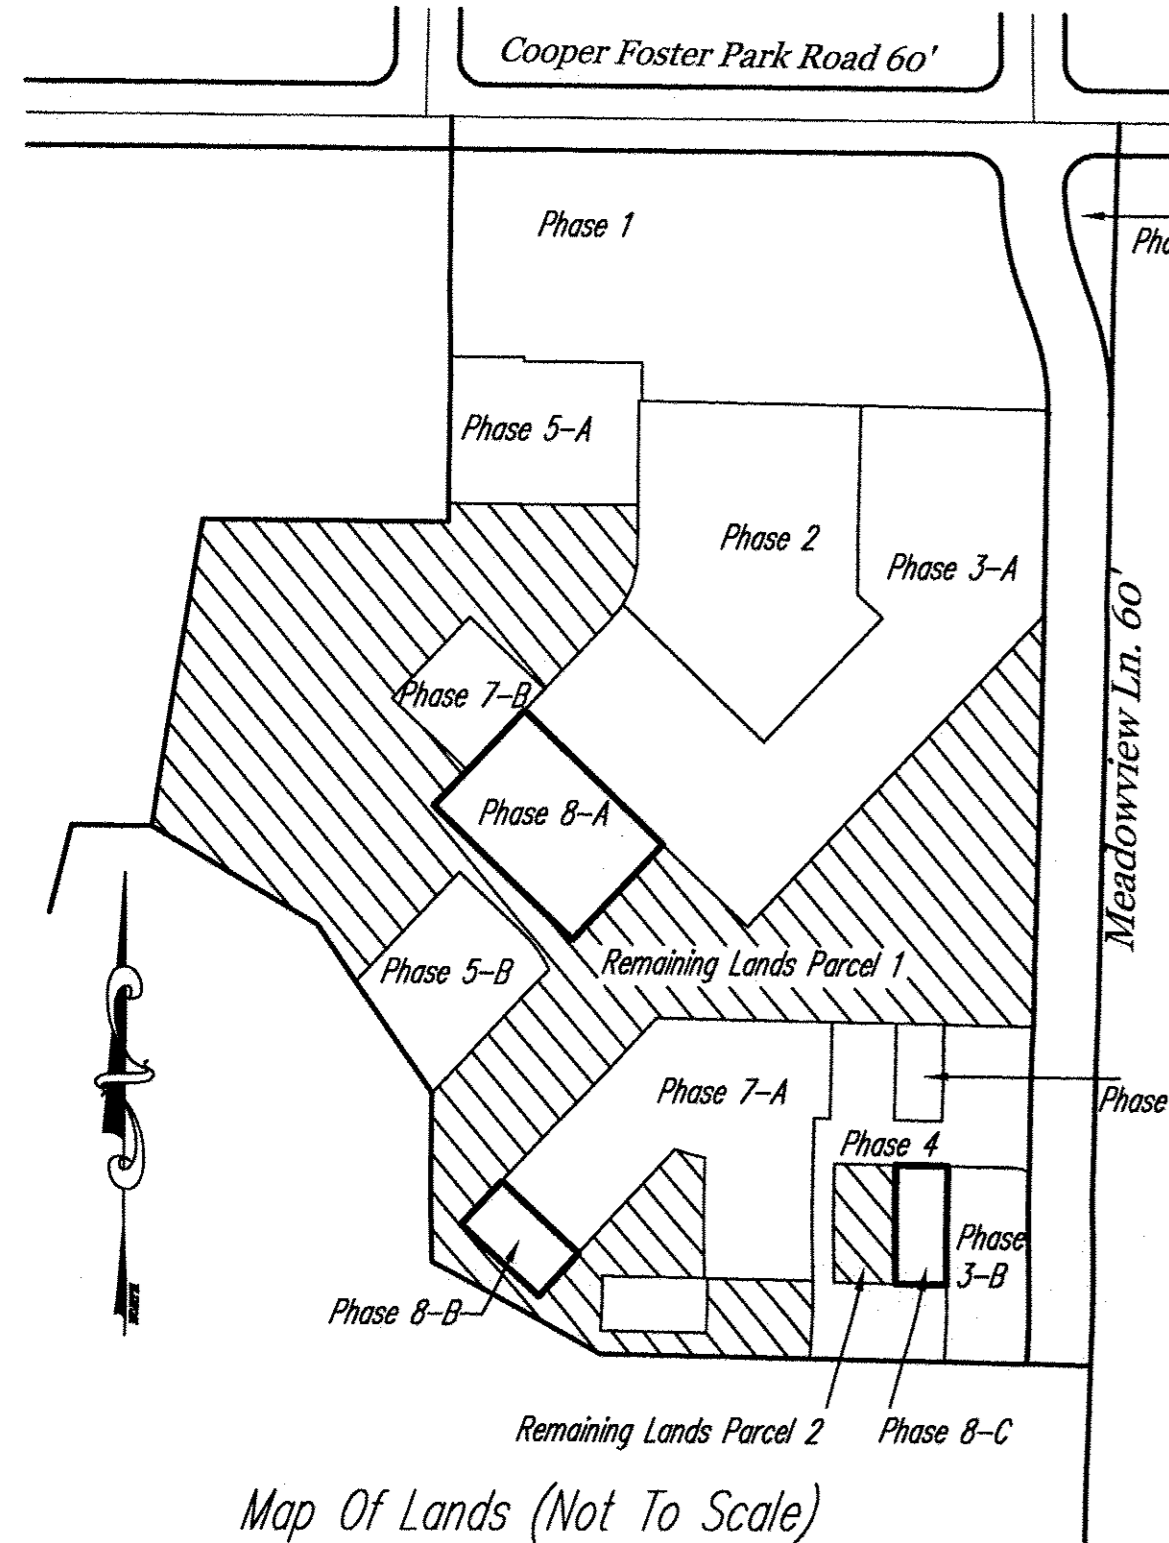 Cooper Foster Park Road 60'
Phase 1
Pha
Phase 5-A
Phase 2
Phase 3-A
Meadowview Ln. 60'
Phase 7-B
Phase 8-A
Remaining Lands Parcel 1
Phase 5-B
Phase 7-A
Phase
Phase 4
Phase
3-B
Phase 8-B
Remaining Lands Parcel 2
Phase 8-C
Map Of Lands (Not To Scale)